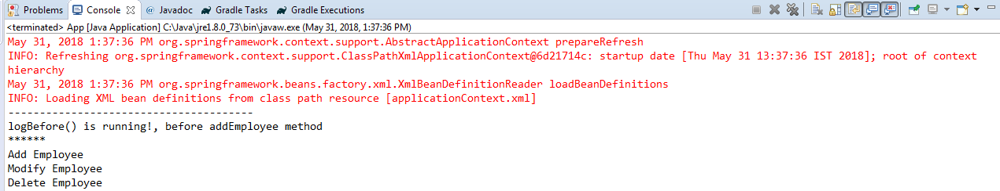 Problems Console @ Javadoc Gradle Tasks Gradle Executions
<terminated> App [Java Application] C:\Java\jre1.8.0_73\bin\javaw.exe (May 31, 2018, 1:37:36 PM)
May 31, 2018 1:37:36 PM org.springframework.context.support.AbstractApplicationContext prepareRefresh
INFO: Refreshing org.springframework.context.support.ClassPathXmlApplicationContext@6d21714c: startup date [Thu May 31 13:37:36 IST 2018]; root of context
hierarchy
May 31, 2018 1:37:36 PM org.springframework.beans.factory.xml.XmlBeanDefinitionReader loadBeanDefinitions
INFO: Loading XML bean definitions from class path resource [applicationContext.xml]
---------------------------------------
logBefore() is running!, before addEmployee method
******
Add Employee
Modify Employee
Delete Employee